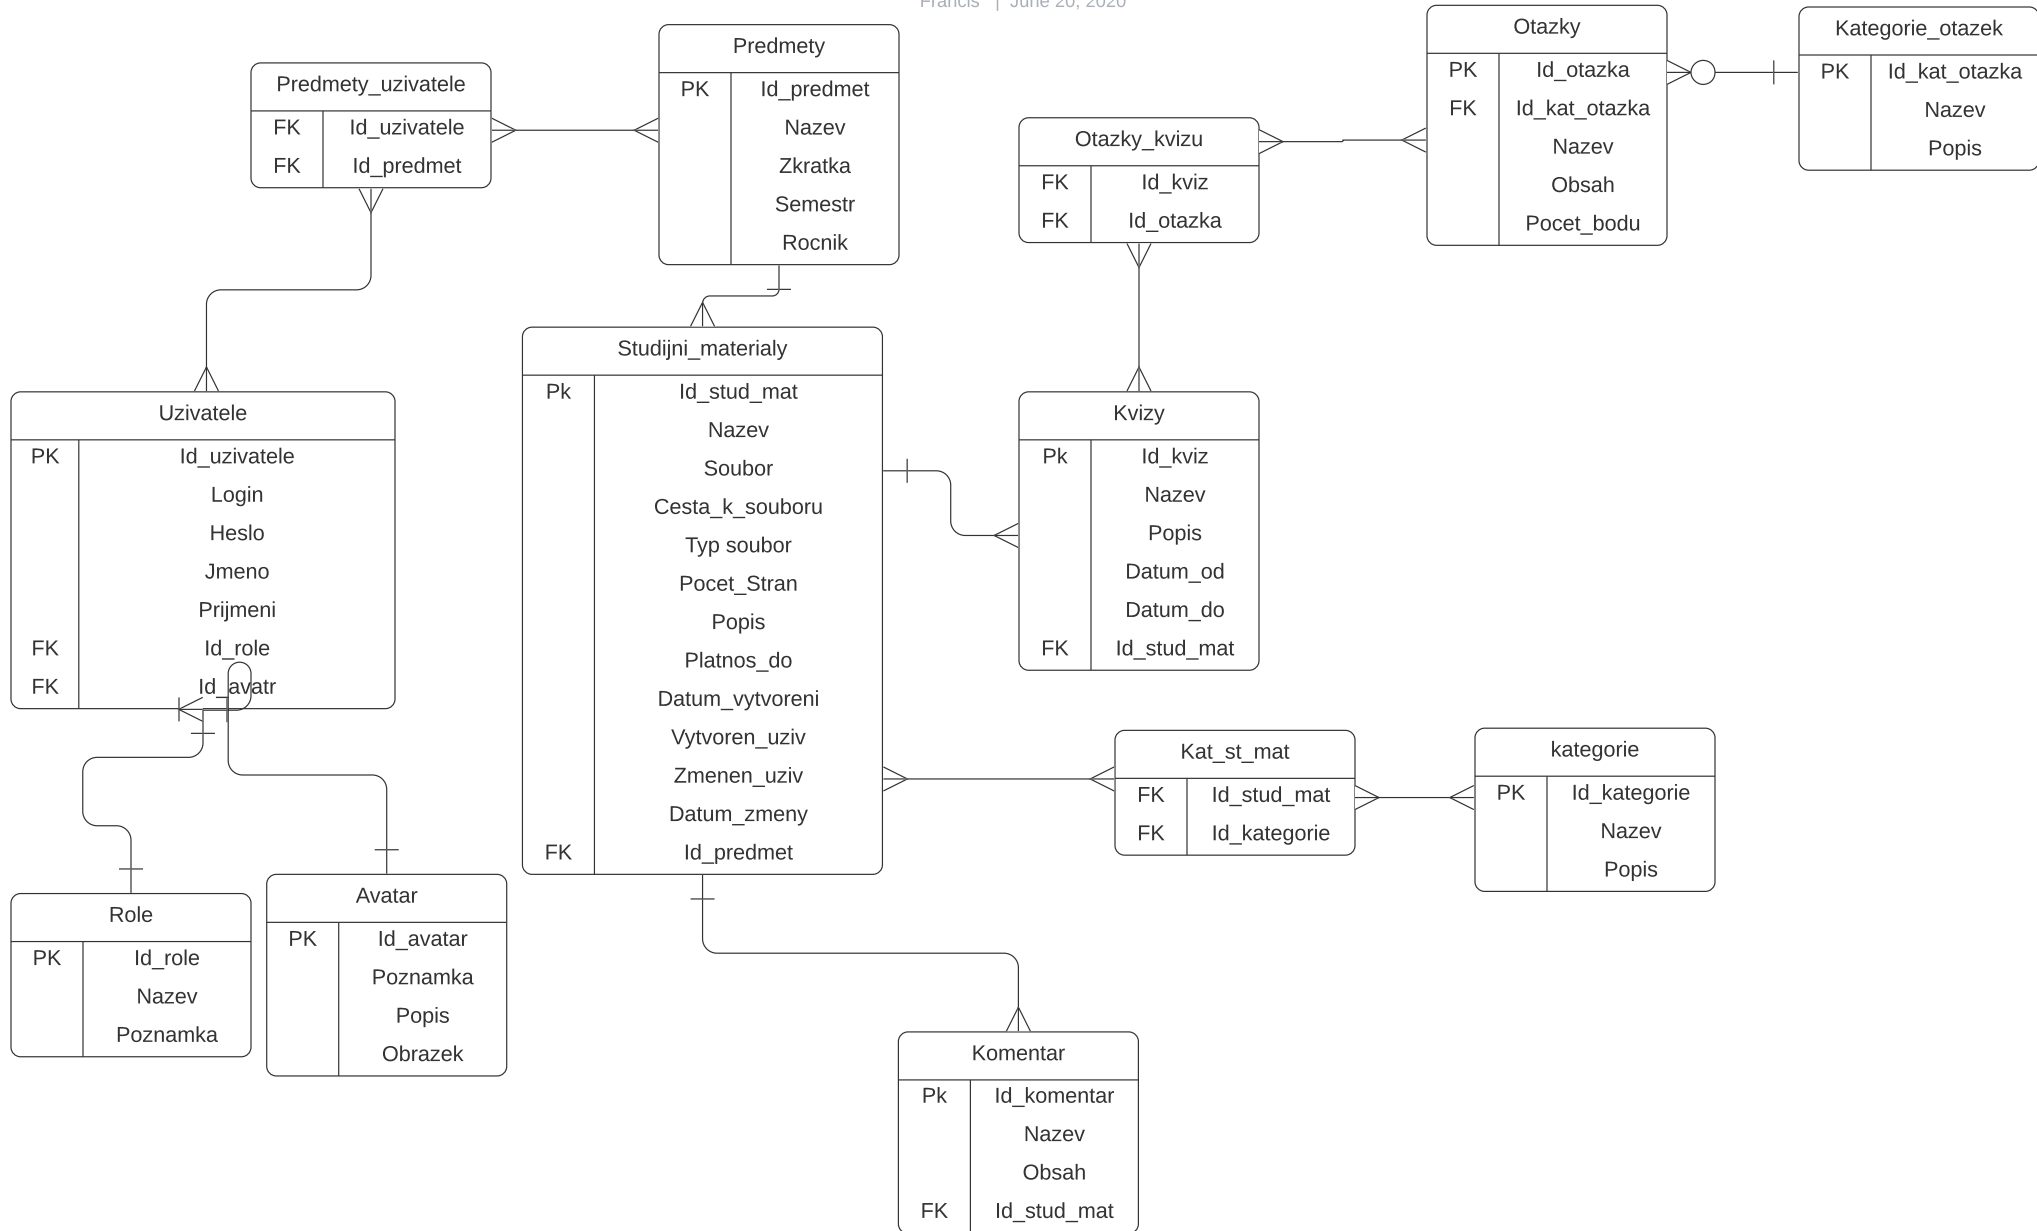 Francis | June 20, 2020
Predmety_uzivatele
FK Id_uzivatele
FK Id_predmet
Predmety
PK Id_predmet
Nazev
Zkratka
Semestr
Rocnik
Otazky_kvizu
FK Id_kviz
FK Id_otazka
Otazky
PK Id_otazka
FK Id_kat_otazka
Nazev
Obsah
Pocet_bodu
Kategorie_otazek
PK Id_kat_otazka
Nazev
Popis
Uzivatele
PK Id_uzivatele
Login
Heslo
Jmeno
Prijmeni
FK Id_role
FK Id_avatr
Studijni_materialy
Pk Id_stud_mat
Nazev
Soubor
Cesta_k_souboru
Typ soubor
Pocet_Stran
Popis
Platnos_do
Datum_vytvoreni
Vytvoren_uziv
Zmenen_uziv
Datum_zmeny
FK Id_predmet
Kvizy
Pk Id_kviz
Nazev
Popis
Datum_od
Datum_do
FK Id_stud_mat
Kat_st_mat
FK Id_stud_mat
FK Id_kategorie
kategorie
PK Id_kategorie
Nazev
Popis
Role
PK Id_role
Nazev
Poznamka
Avatar
PK Id_avatar
Poznamka
Popis
Obrazek
Komentar
Pk Id_komentar
Nazev
Obsah
FK Id_stud_mat